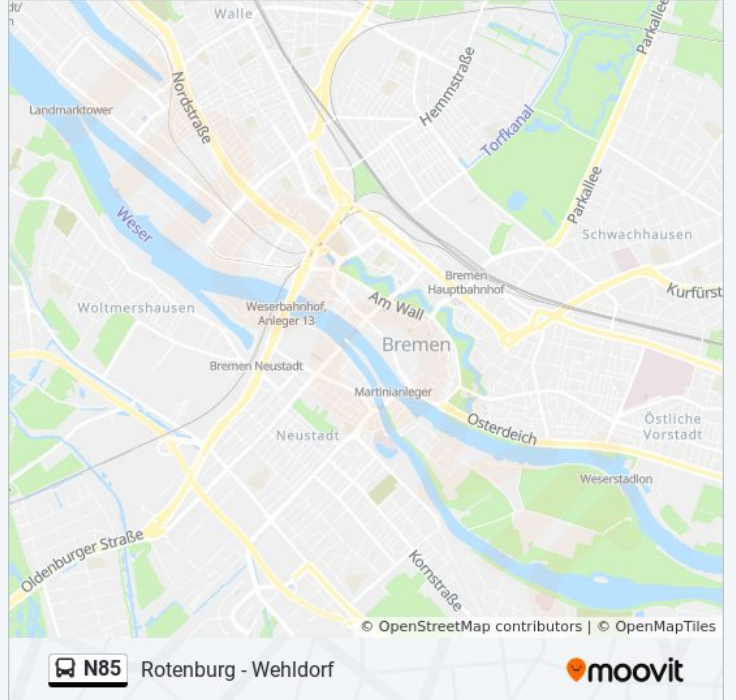 dt/
Walle
Parkallee
Hemmstraße
Nordstraße
Landmarktower
Torfkanal
Parkallee
Weser
Schwachhausen
Bremen
Hauptbahnhof
Kurfürst
Woltmershausen
Weserbahnhof,
Anleger 13
Am Wall
Bremen
Bremen Neustadt
Martinianleger
Osterdeich
Östliche
Vorstadt
Neustadt
Weserstadion
Oldenburger Straße
Kornstraße
© OpenStreetMap contributors | © OpenMapTiles
N85 Rotenburg - Wehldorf
moovit